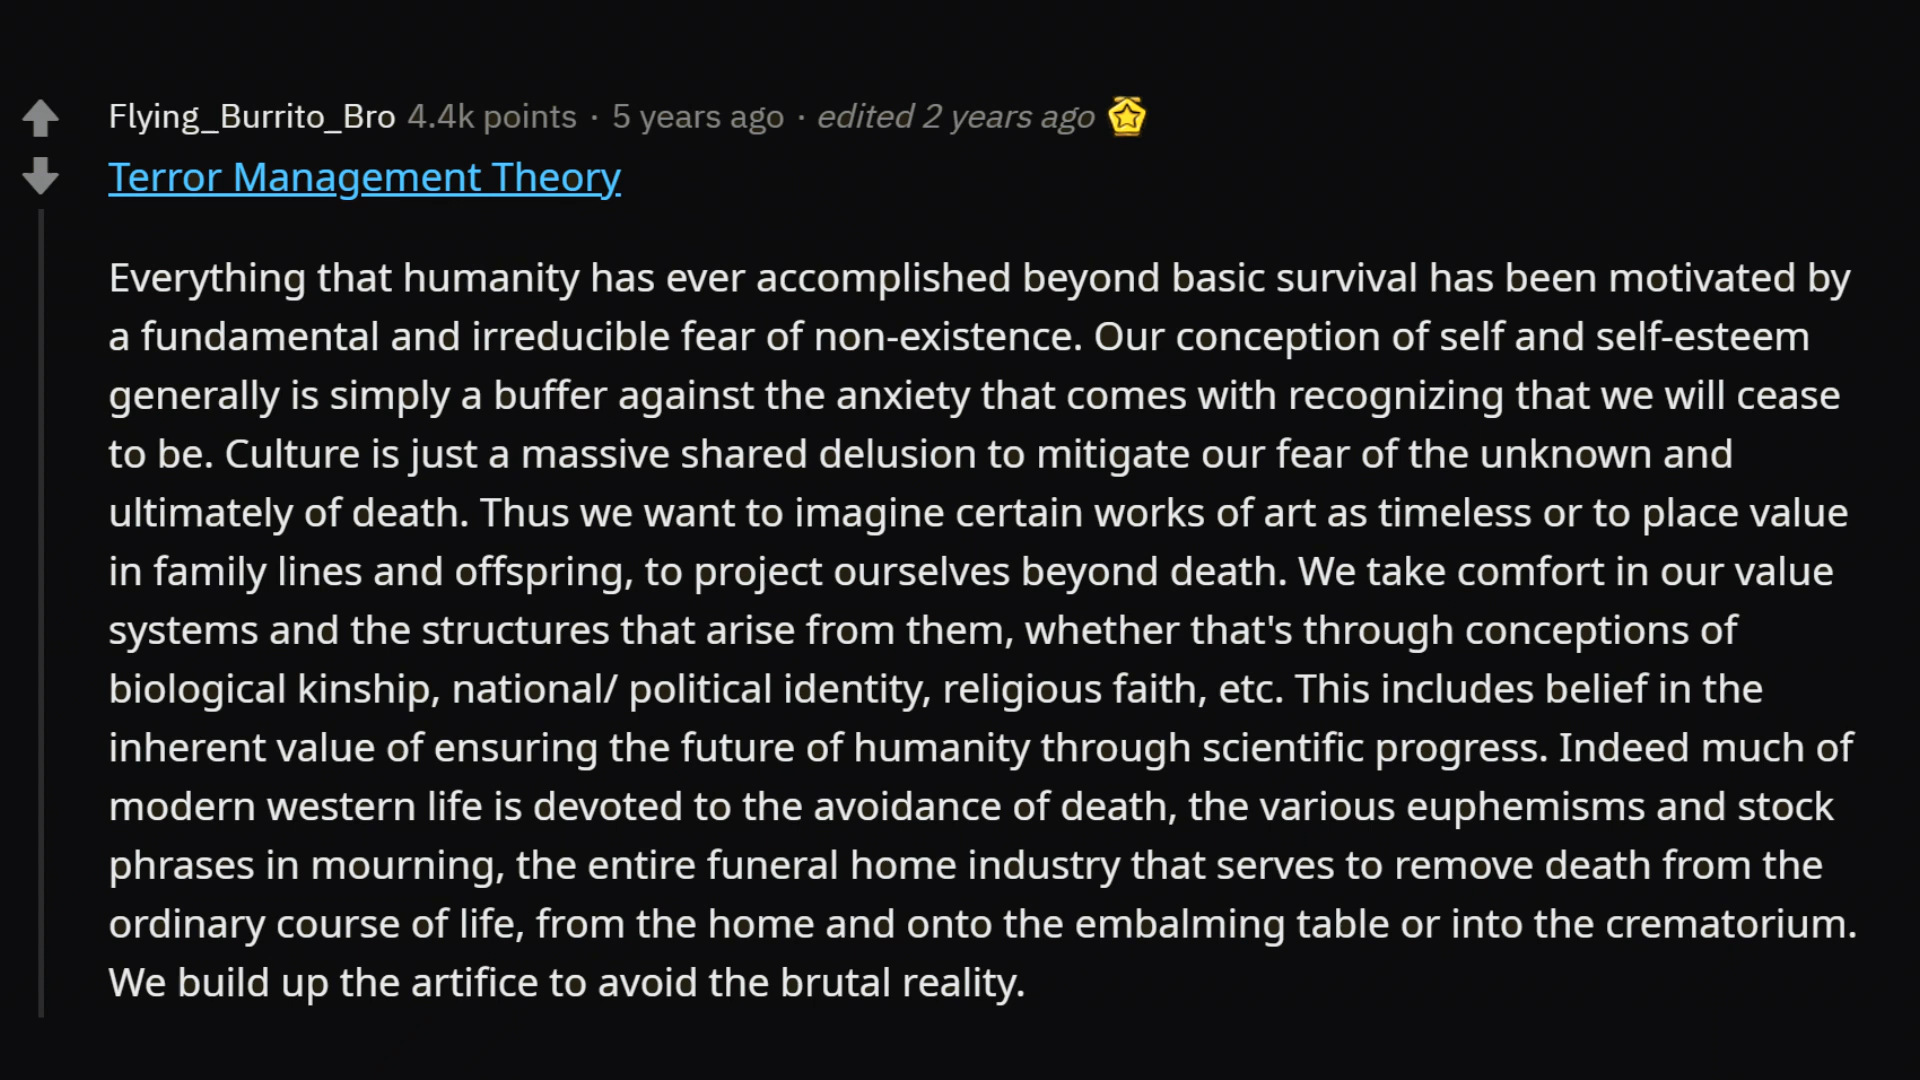 Flying_Burrito_Bro 4.4k points · 5 years ago · edited 2 years ago
Terror Management Theory
Everything that humanity has ever accomplished beyond basic survival has been motivated by
a fundamental and irreducible fear of non-existence. Our conception of self and self-esteem
generally is simply a buffer against the anxiety that comes with recognizing that we will cease
to be. Culture is just a massive shared delusion to mitigate our fear of the unknown and
ultimately of death. Thus we want to imagine certain works of art as timeless or to place value
in family lines and offspring, to project ourselves beyond death. We take comfort in our value
systems and the structures that arise from them, whether that's through conceptions of
biological kinship, national/ political identity, religious faith, etc. This includes belief in the
inherent value of ensuring the future of humanity through scientific progress. Indeed much of
modern western life is devoted to the avoidance of death, the various euphemisms and stock
phrases in mourning, the entire funeral home industry that serves to remove death from the
ordinary course of life, from the home and onto the embalming table or into the crematorium.
We build up the artifice to avoid the brutal reality.